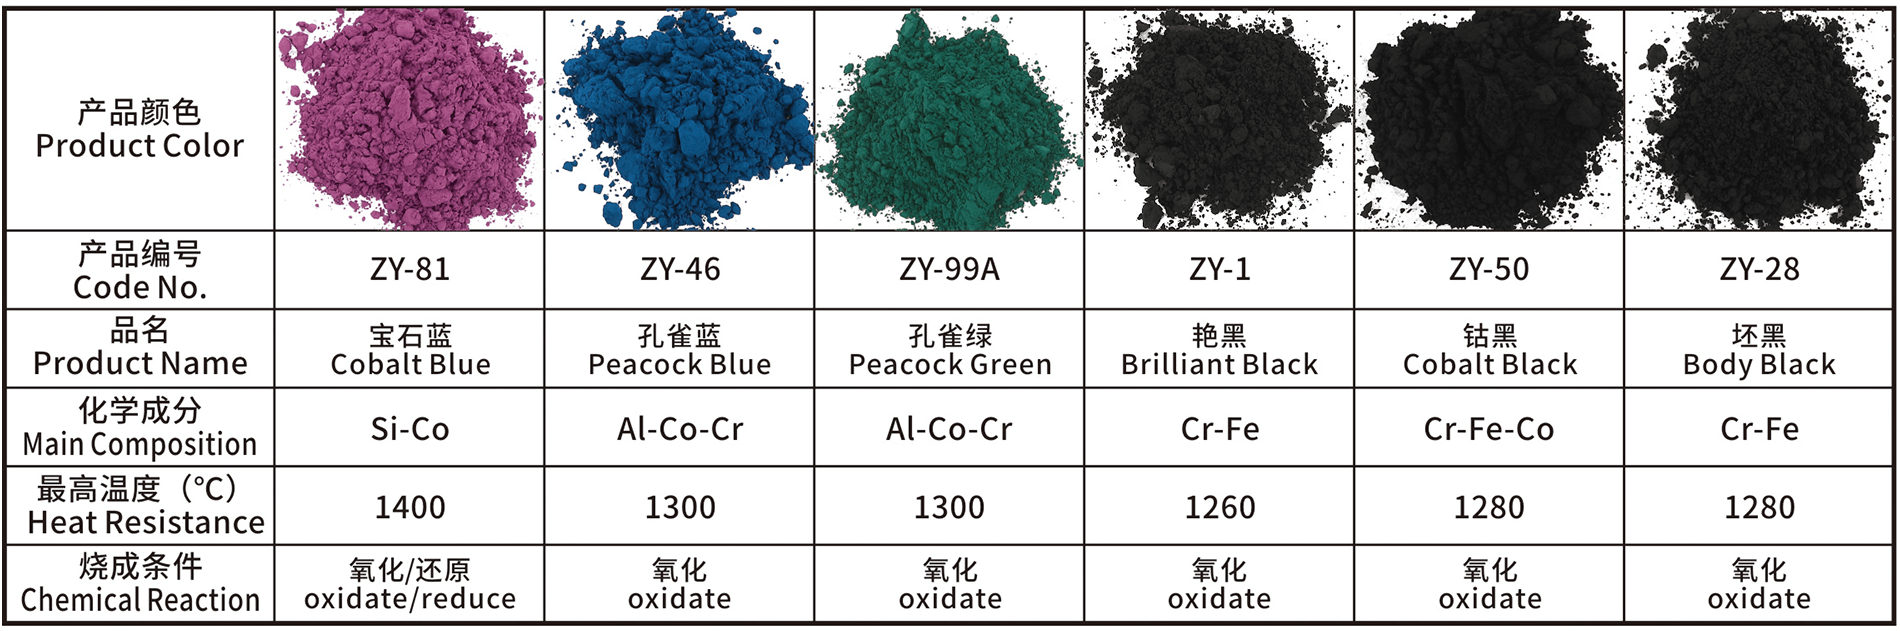 产品颜色
Product Color
产品编号
Code No.
ZY-81
ZY-46
ZY-99A
ZY-1
ZY-50
ZY-28
品名
Product Name
宝石蓝
Cobalt Blue
孔雀蓝
Peacock Blue
孔雀绿
Peacock Green
艳黑
Brilliant Black
钴黑
Cobalt Black
坯黑
Body Black
化学成分
Main Composition
Si-Co
Al-Co-Cr
Al-Co-Cr
Cr-Fe
Cr-Fe-Co
Cr-Fe
最高温度（℃）
Heat Resistance
1400
1300
1300
1260
1280
1280
烧成条件
Chemical Reaction
氧化/还原
oxidate/reduce
氧化
oxidate
氧化
oxidate
氧化
oxidate
氧化
oxidate
氧化
oxidate